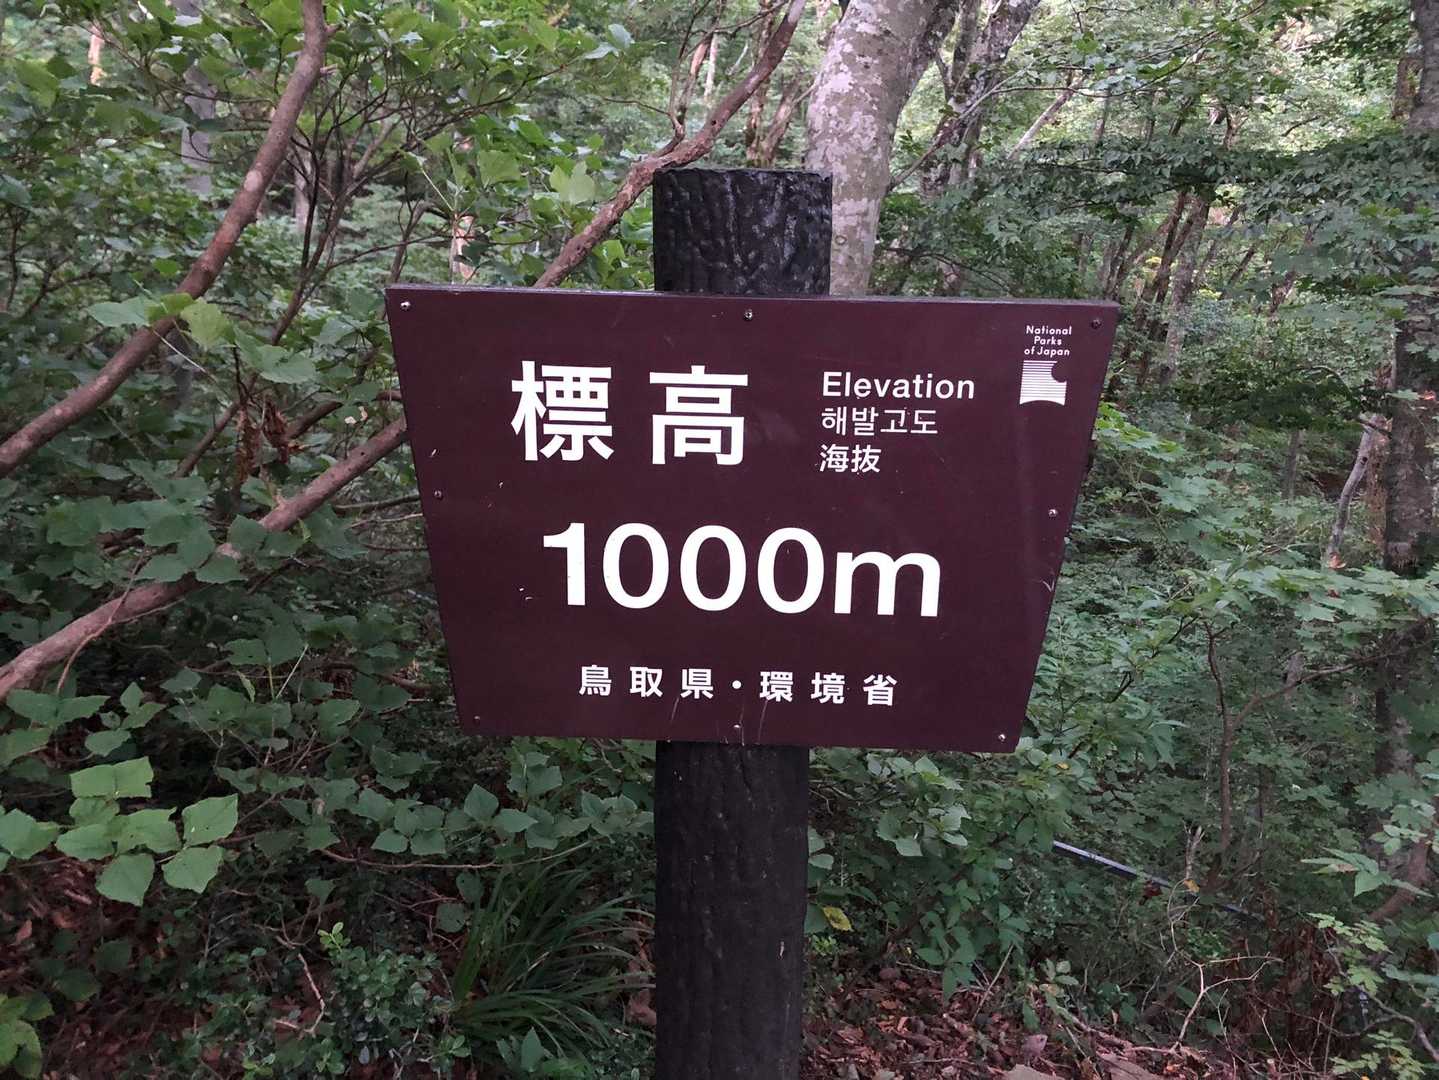 標高
Elevation
해발고도
海抜
National
Parks
of Japan
1000m
鳥取県・環境省